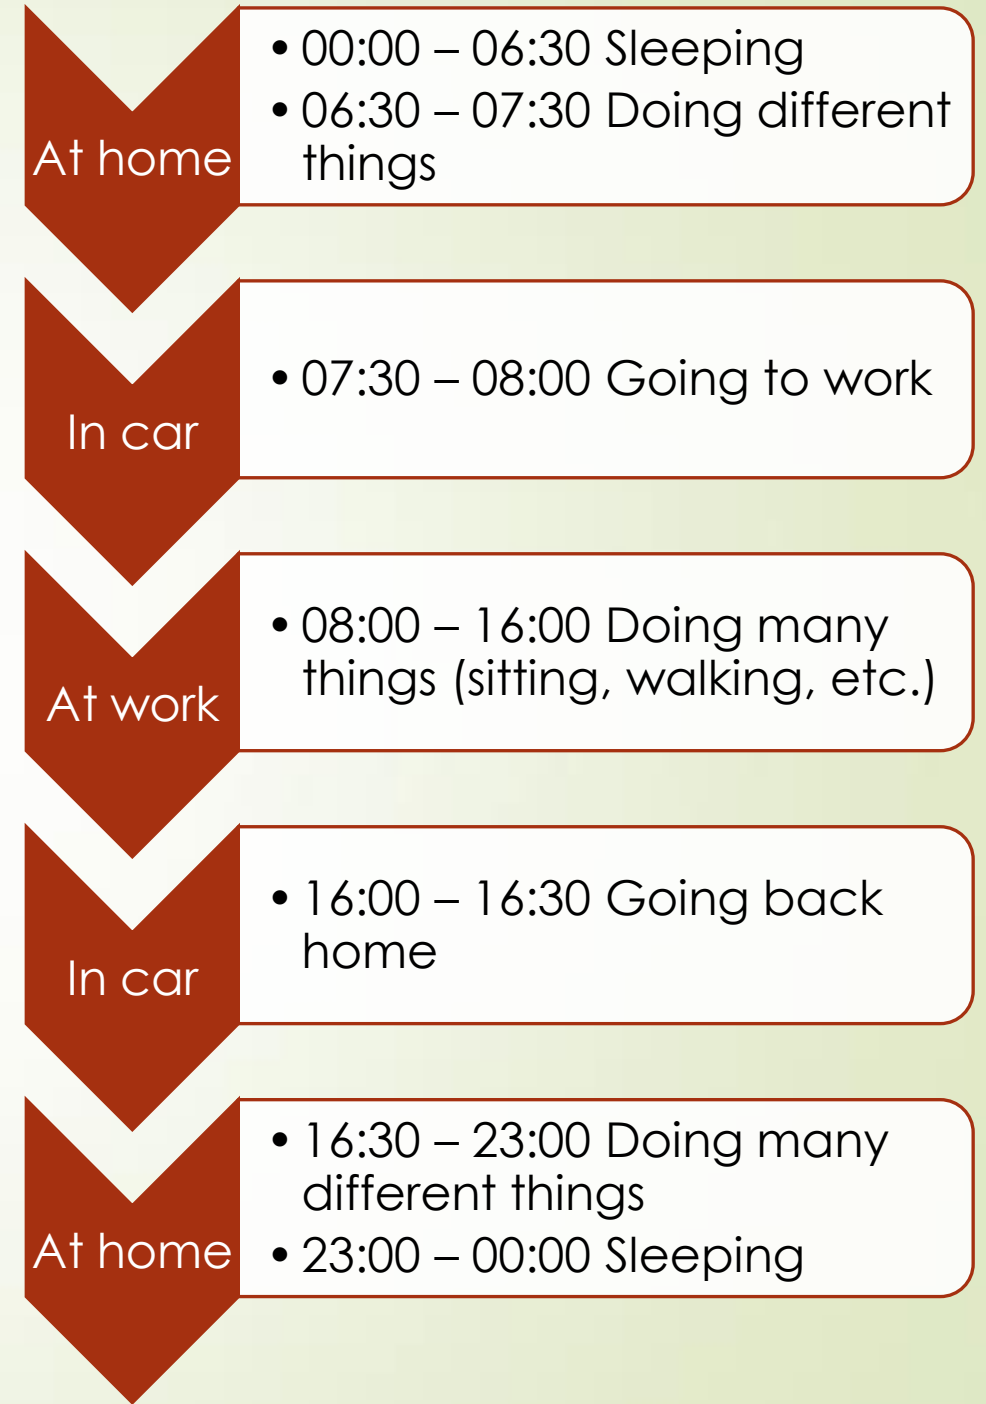 At home
• 00:00 – 06:30 Sleeping
• 06:30 – 07:30 Doing different
things
In car
• 07:30 – 08:00 Going to work
At work
• 08:00 – 16:00 Doing many
things (sitting, walking, etc.)
In car
• 16:00 – 16:30 Going back
home
At home
• 16:30 – 23:00 Doing many
different things
• 23:00 – 00:00 Sleeping